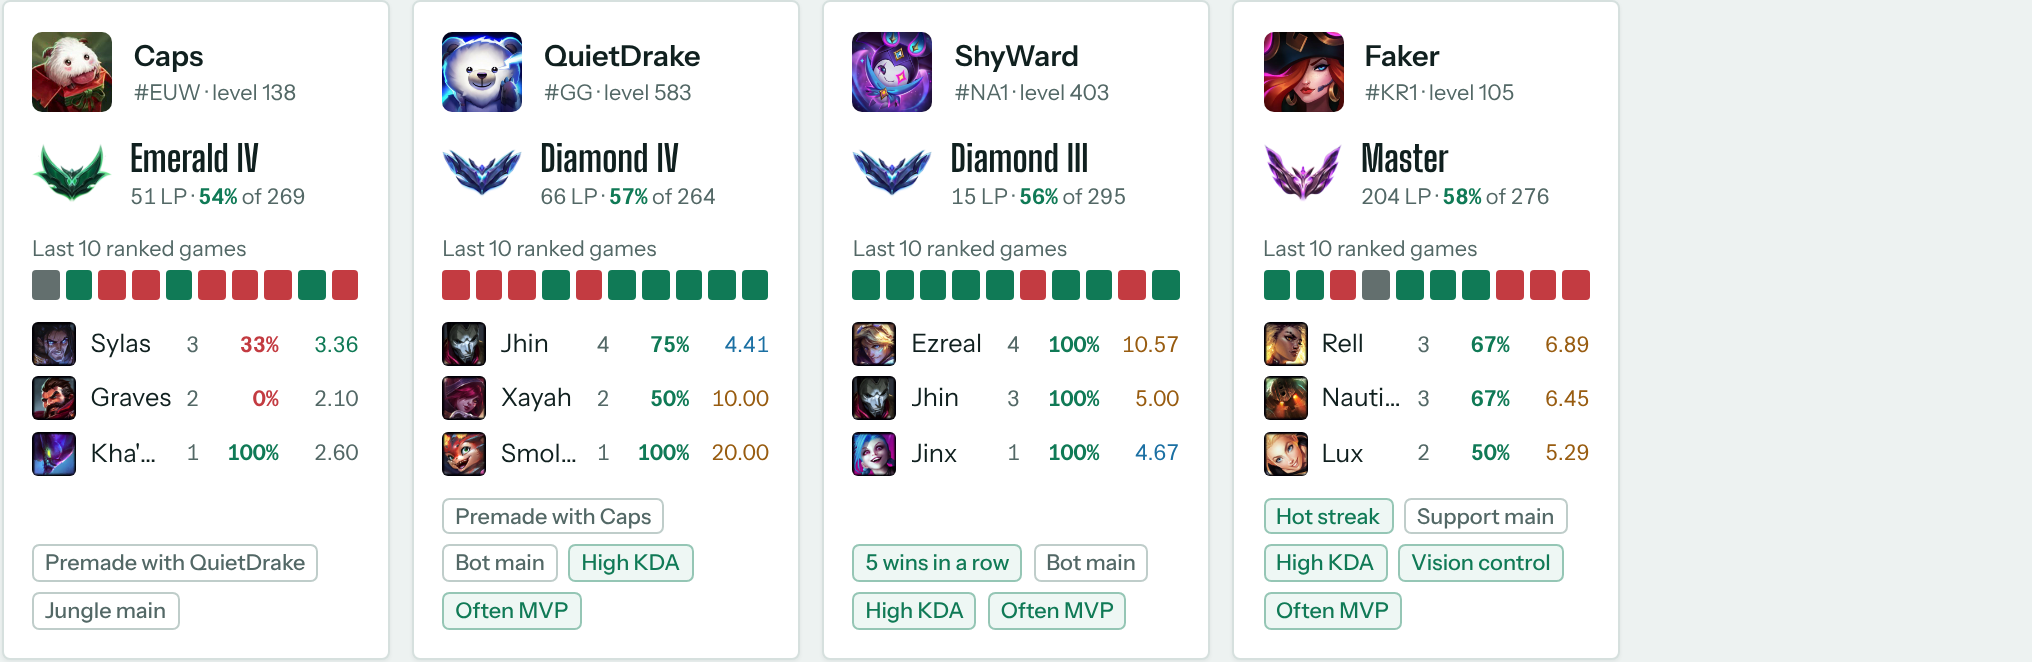 Caps
#EUW · level 138
Emerald IV
51 LP · 54% of 269
Last 10 ranked games
Sylas 3 33% 3.36
Graves 2 0% 2.10
Kha'... 1 100% 2.60
Premade with QuietDrake
Jungle main
QuietDrake
#GG · level 583
Diamond IV
66 LP · 57% of 264
Last 10 ranked games
Jhin 4 75% 4.41
Xayah 2 50% 10.00
Smol... 1 100% 20.00
Premade with Caps
Bot main High KDA
Often MVP
ShyWard
#NA1 · level 403
Diamond III
15 LP · 56% of 295
Last 10 ranked games
Ezreal 4 100% 10.57
Jhin 3 100% 5.00
Jinx 1 100% 4.67
5 wins in a row Bot main
High KDA Often MVP
Faker
#KR1 · level 105
Master
204 LP · 58% of 276
Last 10 ranked games
Rell 3 67% 6.89
Nauti... 3 67% 6.45
Lux 2 50% 5.29
Hot streak Support main
High KDA Vision control
Often MVP